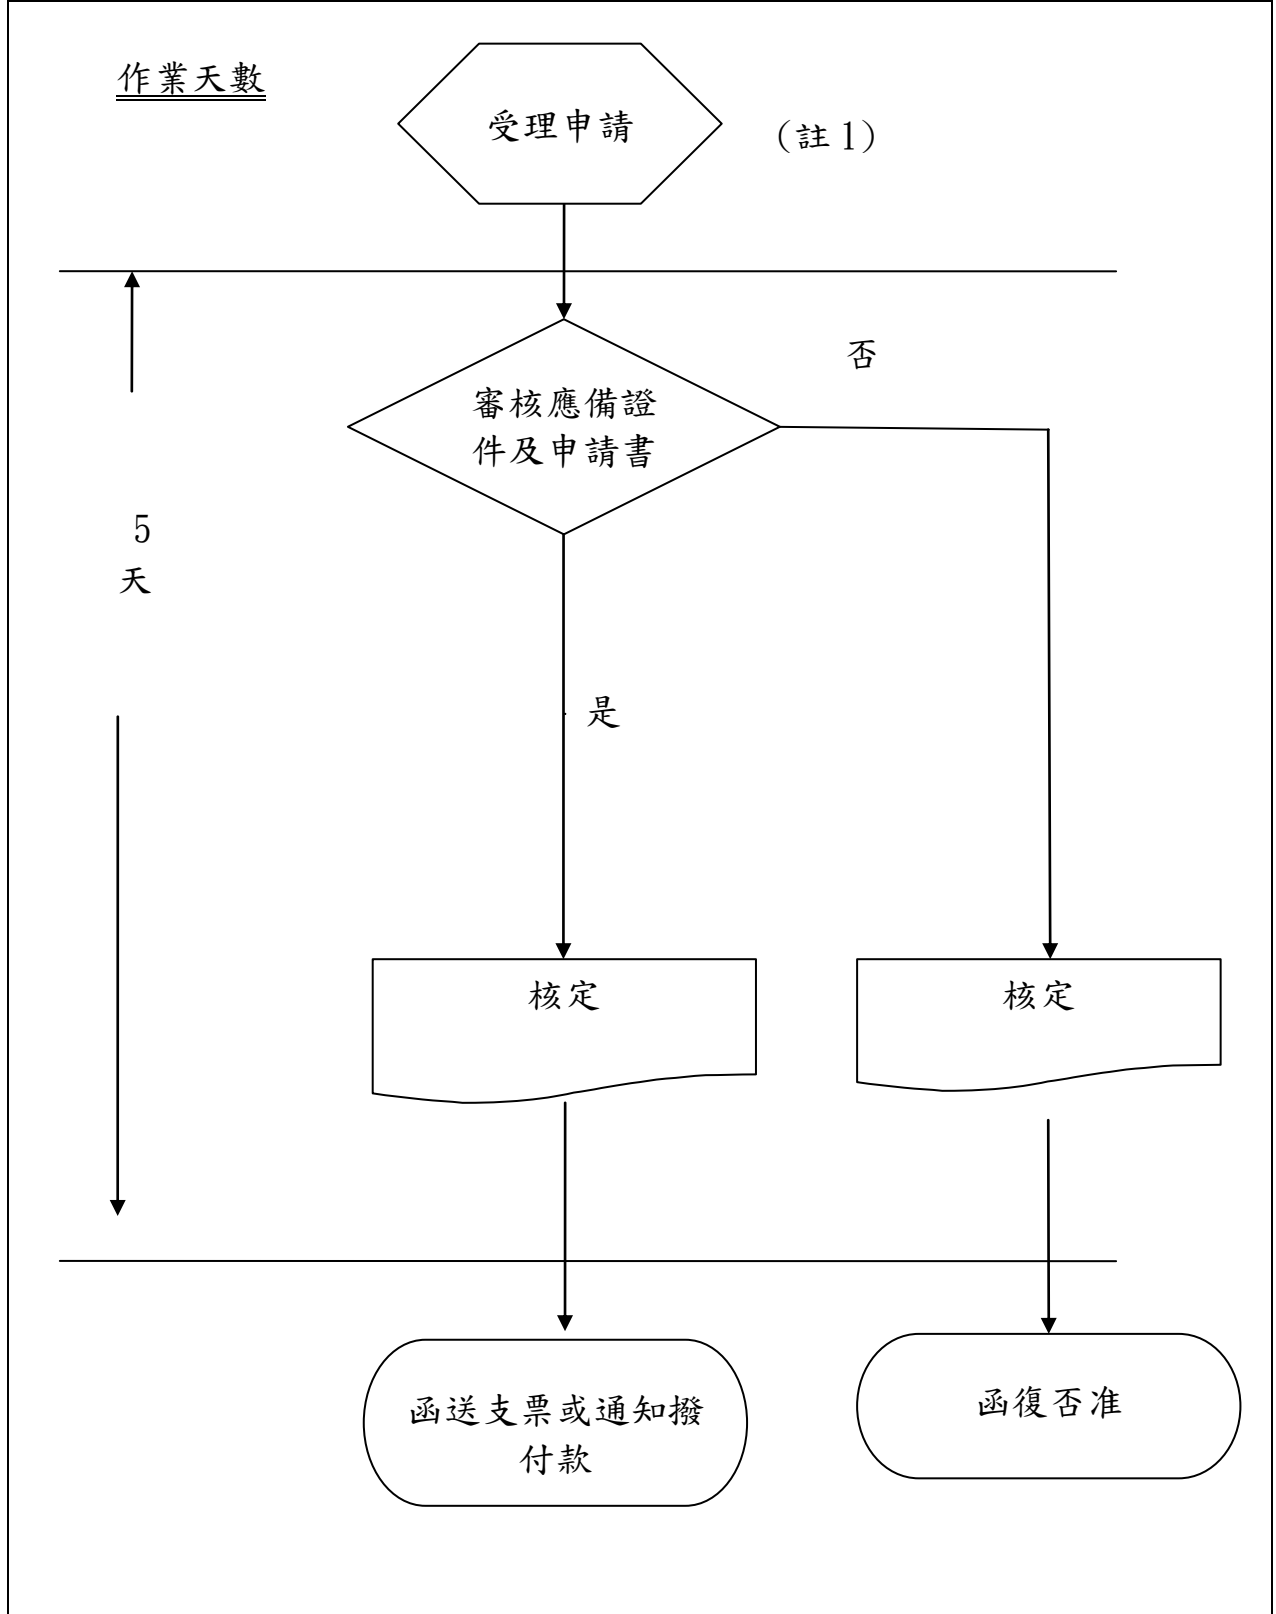 作業天數
受理申請
(註1)
否
審核應備證
件及申請書
5
天
是
核定
核定
函送支票或通知撥
付款
函復否准